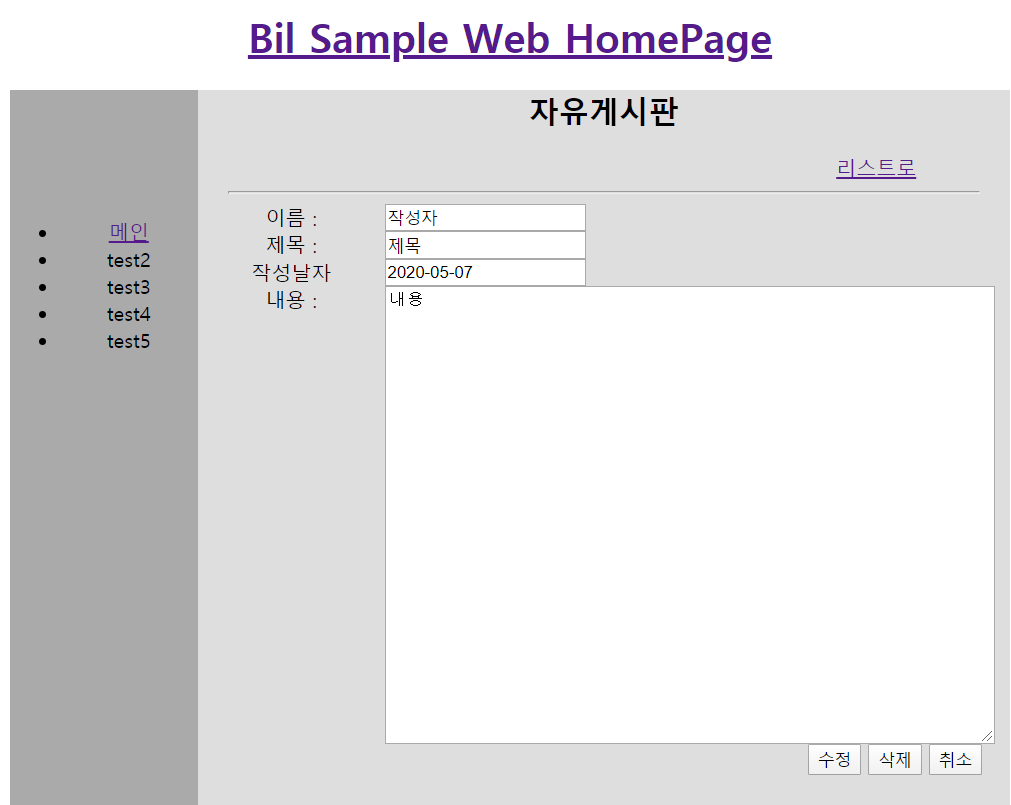 Bil Sample Web HomePage
자유게시판
리스트로
메인
test2
test3
test4
test5
이름 : 작성자
제목 : 제목
작성날자 2020-05-07
내용 : 내용
수정 삭제 취소